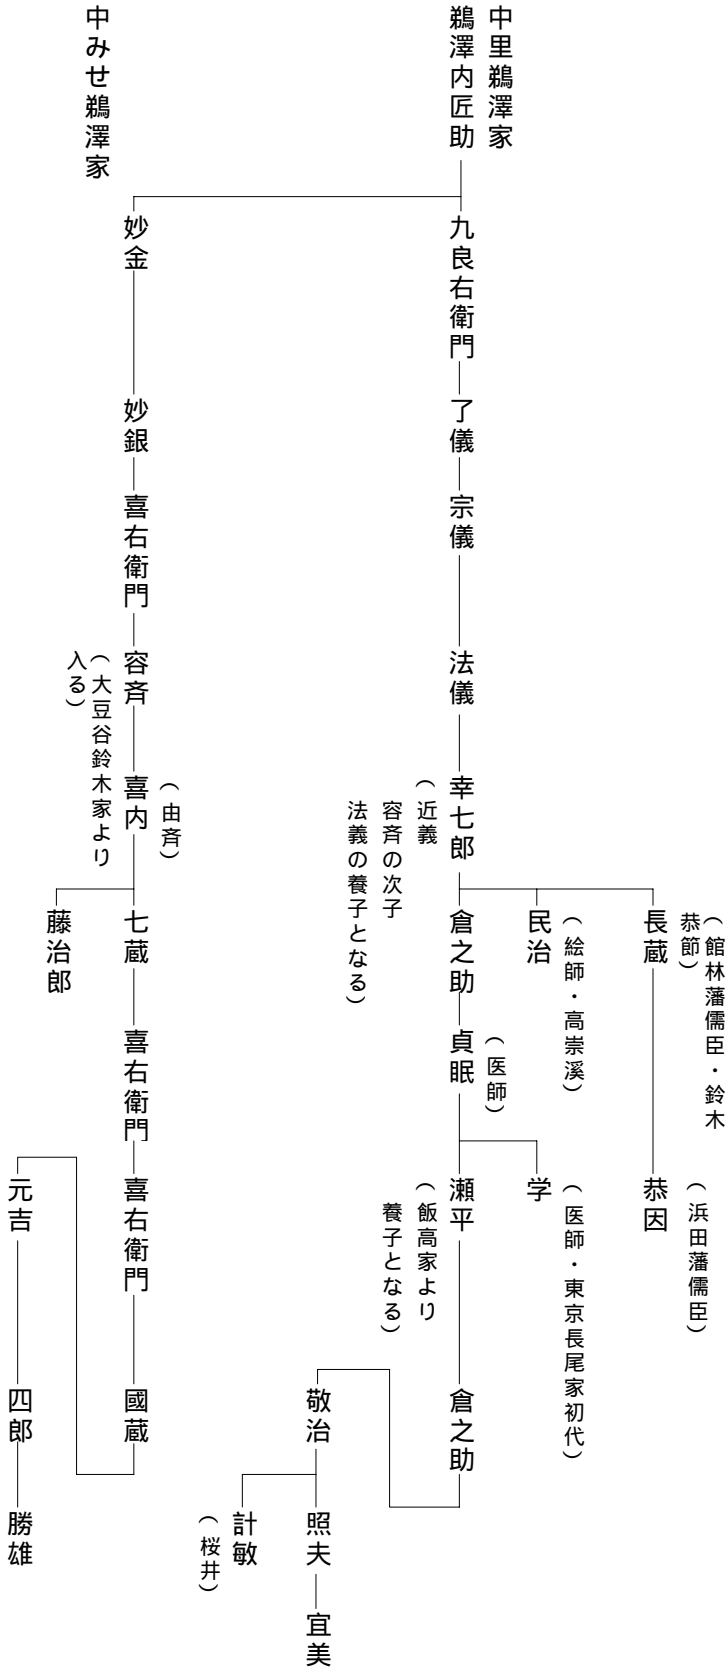 中里鵜澤家
鵜澤内匠助
九良右衛門
了儀
宗儀
法儀
幸七郎
（近義
容斉の次子
法義の養子となる）
長蔵
（館林藩儒臣・鈴木
恭節）
恭因
（浜田藩儒臣）
民治
（絵師・高崇溪）
倉之助
貞眠
（医師）
学
（医師・東京長尾家初代）
瀬平
（飯高家より
養子となる）
倉之助
敬治
照夫
宜美
計敏
（桜井）
中みせ鵜澤家
妙金
妙銀
喜右衛門
容斉
（大豆谷鈴木家より
入る）
喜内
（由斉）
七蔵
藤治郎
喜右衛門
喜右衛門
國蔵
元吉
四郎
勝雄